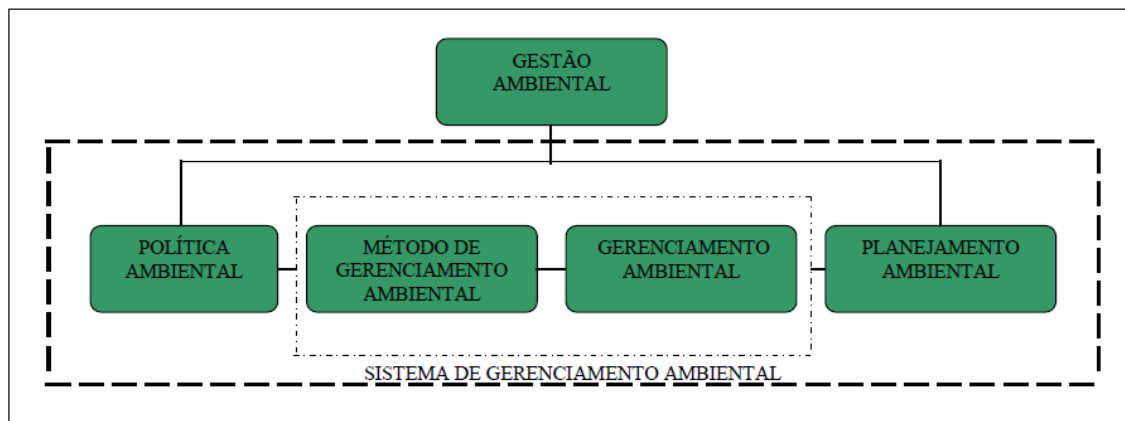 GESTÃO
AMBIENTAL
POLÍTICA
AMBIENTAL
MÉTODO DE
GERENCIAMENTO
AMBIENTAL
GERENCIAMENTO
AMBIENTAL
PLANEJAMENTO
AMBIENTAL
SISTEMA DE GERENCIAMENTO AMBIENTAL